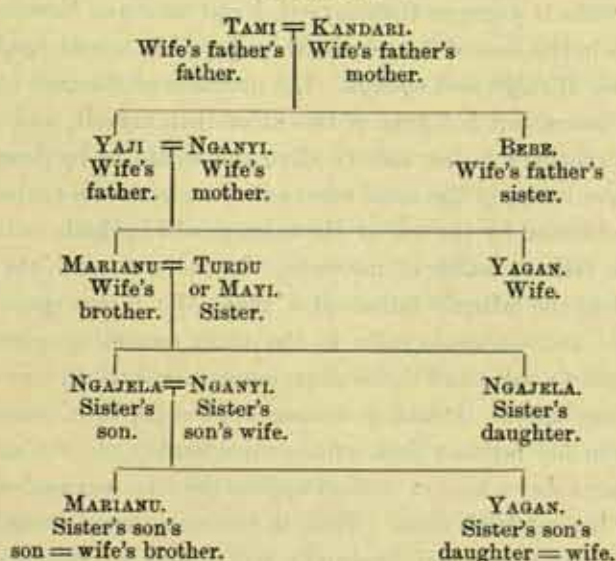 TAMI = KANDARI.
Wife's father's Wife's father's
father. mother.
YAJI = NGANYI. BEBE.
Wife's Wife's Wife's father's
father. mother. sister.
MARIANU = TURDU YAGAN.
Wife's or MAYI. Wife.
brother. Sister.
NGAJELA = NGANYI. NGAJELA.
Sister's Sister's Sister's
son. son's wife. daughter.
MARIANU. YAGAN.
Sister's son's Sister's son's
son = wife's brother. daughter = wife.